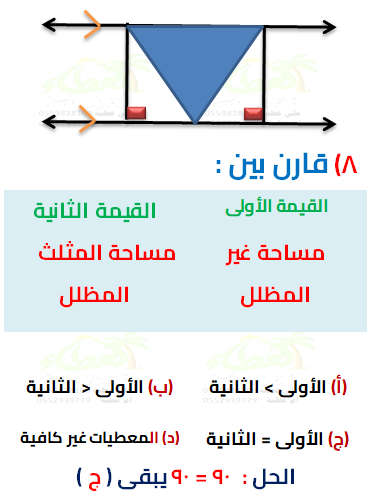 ٨) قارن بين :
القيمة الأولى
القيمة الثانية
مساحة غير المظلل
مساحة المثلث المظلل
(أ) الأولى > الثانية
(ب) الأولى < الثانية
(ج) الأولى = الثانية
(د) المعطيات غير كافية
الحل : ٩٠ = ٩٠ يبقى ( ج )